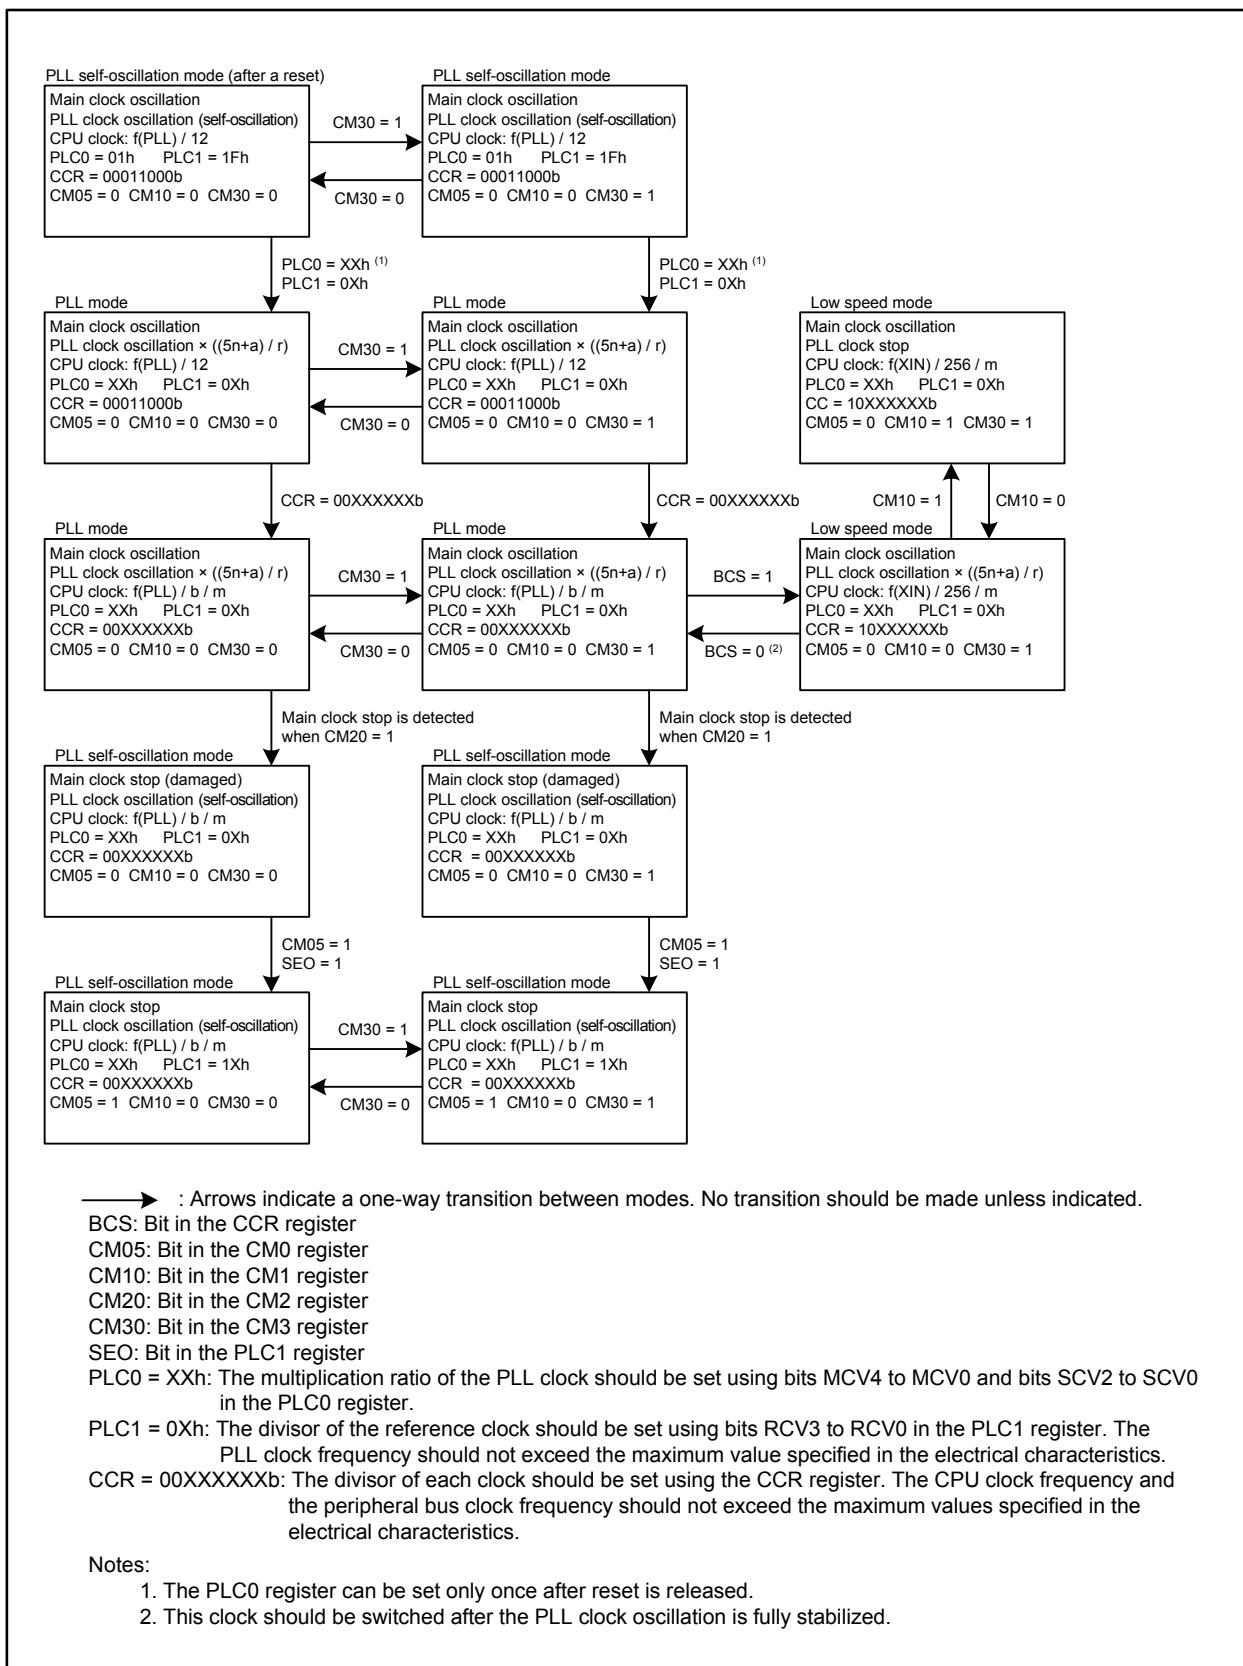 PLL self-oscillation mode (after a reset)
Main clock oscillation
PLL clock oscillation (self-oscillation)
CPU clock: f(PLL) / 12
PLC0 = 01h PLC1 = 1Fh
CCR = 00011000b
CM05 = 0 CM10 = 0 CM30 = 0
CM30 = 1
CM30 = 0
PLL self-oscillation mode
Main clock oscillation
PLL clock oscillation (self-oscillation)
CPU clock: f(PLL) / 12
PLC0 = 01h PLC1 = 1Fh
CCR = 00011000b
CM05 = 0 CM10 = 0 CM30 = 1
PLC0 = XXh (1)
PLC1 = 0Xh
PLC0 = XXh (1)
PLC1 = 0Xh
PLL mode
Main clock oscillation
PLL clock oscillation × ((5n+a) / r)
CPU clock: f(PLL) / 12
PLC0 = XXh PLC1 = 0Xh
CCR = 00011000b
CM05 = 0 CM10 = 0 CM30 = 0
CM30 = 1
CM30 = 0
PLL mode
Main clock oscillation
PLL clock oscillation × ((5n+a) / r)
CPU clock: f(PLL) / 12
PLC0 = XXh PLC1 = 0Xh
CCR = 00011000b
CM05 = 0 CM10 = 0 CM30 = 1
Low speed mode
Main clock oscillation
PLL clock stop
CPU clock: f(XIN) / 256 / m
PLC0 = XXh PLC1 = 0Xh
CC = 10XXXXXXb
CM05 = 0 CM10 = 1 CM30 = 1
CCR = 00XXXXXXb
CCR = 00XXXXXXb
CM10 = 1
CM10 = 0
PLL mode
Main clock oscillation
PLL clock oscillation × ((5n+a) / r)
CPU clock: f(PLL) / b / m
PLC0 = XXh PLC1 = 0Xh
CCR = 00XXXXXXb
CM05 = 0 CM10 = 0 CM30 = 0
CM30 = 1
CM30 = 0
PLL mode
Main clock oscillation
PLL clock oscillation × ((5n+a) / r)
CPU clock: f(PLL) / b / m
PLC0 = XXh PLC1 = 0Xh
CCR = 00XXXXXXb
CM05 = 0 CM10 = 0 CM30 = 1
BCS = 1
BCS = 0 (2)
Low speed mode
Main clock oscillation
PLL clock oscillation × ((5n+a) / r)
CPU clock: f(XIN) / 256 / m
PLC0 = XXh PLC1 = 0Xh
CCR = 10XXXXXXb
CM05 = 0 CM10 = 0 CM30 = 1
Main clock stop is detected
when CM20 = 1
Main clock stop is detected
when CM20 = 1
PLL self-oscillation mode
Main clock stop (damaged)
PLL clock oscillation (self-oscillation)
CPU clock: f(PLL) / b / m
PLC0 = XXh PLC1 = 0Xh
CCR = 00XXXXXXb
CM05 = 0 CM10 = 0 CM30 = 0
PLL self-oscillation mode
Main clock stop (damaged)
PLL clock oscillation (self-oscillation)
CPU clock: f(PLL) / b / m
PLC0 = XXh PLC1 = 0Xh
CCR = 00XXXXXXb
CM05 = 0 CM10 = 0 CM30 = 1
CM05 = 1
SEO = 1
CM05 = 1
SEO = 1
PLL self-oscillation mode
Main clock stop
PLL clock oscillation (self-oscillation)
CPU clock: f(PLL) / b / m
PLC0 = XXh PLC1 = 1Xh
CCR = 00XXXXXXb
CM05 = 1 CM10 = 0 CM30 = 0
CM30 = 1
CM30 = 0
PLL self-oscillation mode
Main clock stop
PLL clock oscillation (self-oscillation)
CPU clock: f(PLL) / b / m
PLC0 = XXh PLC1 = 1Xh
CCR = 00XXXXXXb
CM05 = 1 CM10 = 0 CM30 = 1
: Arrows indicate a one-way transition between modes. No transition should be made unless indicated.
BCS: Bit in the CCR register
CM05: Bit in the CM0 register
CM10: Bit in the CM1 register
CM20: Bit in the CM2 register
CM30: Bit in the CM3 register
SEO: Bit in the PLC1 register
PLC0 = XXh: The multiplication ratio of the PLL clock should be set using bits MCV4 to MCV0 and bits SCV2 to SCV0
in the PLC0 register.
PLC1 = 0Xh: The divisor of the reference clock should be set using bits RCV3 to RCV0 in the PLC1 register. The
PLL clock frequency should not exceed the maximum value specified in the electrical characteristics.
CCR = 00XXXXXXb: The divisor of each clock should be set using the CCR register. The CPU clock frequency and
the peripheral bus clock frequency should not exceed the maximum values specified in the
electrical characteristics.
Notes:
1. The PLC0 register can be set only once after reset is released.
2. This clock should be switched after the PLL clock oscillation is fully stabilized.